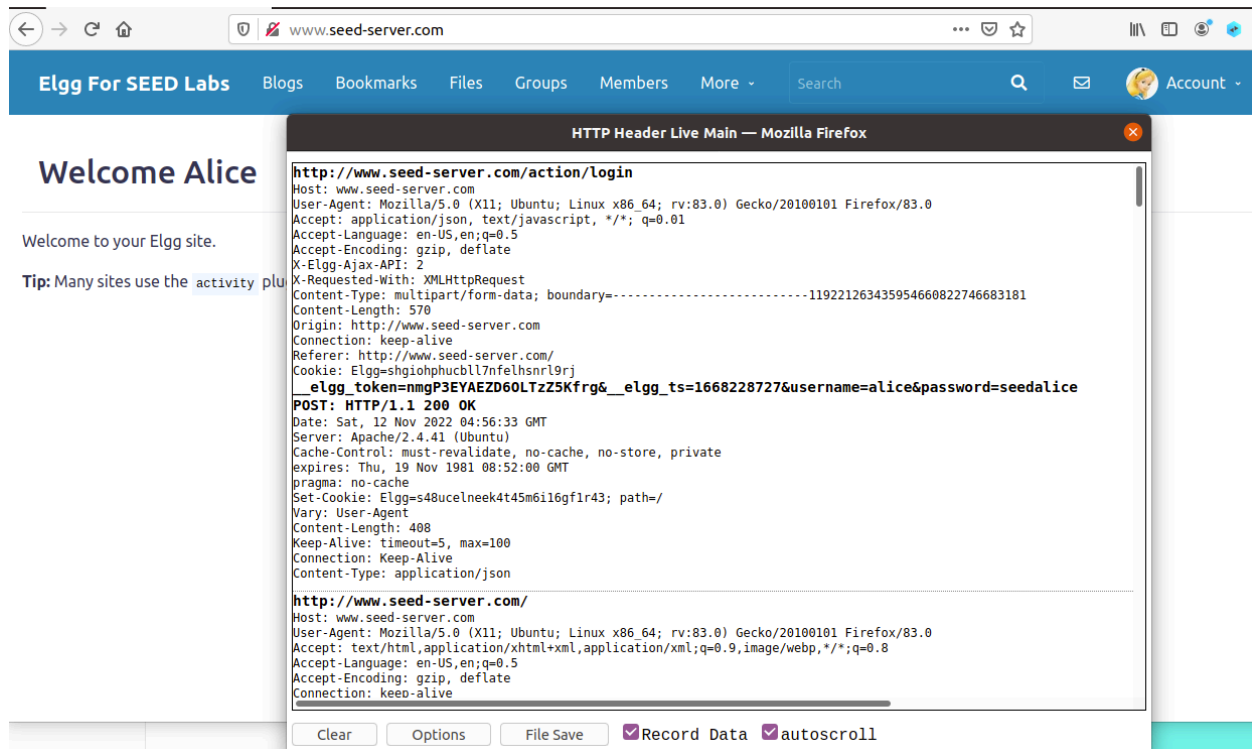 www.seed-server.com
Elgg For SEED Labs Blogs Bookmarks Files Groups Members More Search Account
HTTP Header Live Main — Mozilla Firefox
Welcome Alice
Welcome to your Elgg site.
Tip: Many sites use the activity plu
http://www.seed-server.com/action/login
Host: www.seed-server.com
User-Agent: Mozilla/5.0 (X11; Ubuntu; Linux x86_64; rv:83.0) Gecko/20100101 Firefox/83.0
Accept: application/json, text/javascript, */*; q=0.01
Accept-Language: en-US,en;q=0.5
Accept-Encoding: gzip, deflate
X-Elgg-Ajax-API: 2
X-Requested-With: XMLHttpRequest
Content-Type: multipart/form-data; boundary=---------------------------119221263435954660822746683181
Content-Length: 570
Origin: http://www.seed-server.com
Connection: keep-alive
Referer: http://www.seed-server.com/
Cookie: Elgg=shgiohphucbll7nfelhsnrl9rj
__elgg_token=nmgP3EYAEZD6OLTzZ5Kfrg&__elgg_ts=1668228727&username=alice&password=seedalice
POST: HTTP/1.1 200 OK
Date: Sat, 12 Nov 2022 04:56:33 GMT
Server: Apache/2.4.41 (Ubuntu)
Cache-Control: must-revalidate, no-cache, no-store, private
expires: Thu, 19 Nov 1981 08:52:00 GMT
pragma: no-cache
Set-Cookie: Elgg=s48ucelneek4t45m6i16gf1r43; path=/
Vary: User-Agent
Content-Length: 408
Keep-Alive: timeout=5, max=100
Connection: Keep-Alive
Content-Type: application/json
http://www.seed-server.com/
Host: www.seed-server.com
User-Agent: Mozilla/5.0 (X11; Ubuntu; Linux x86_64; rv:83.0) Gecko/20100101 Firefox/83.0
Accept: text/html,application/xhtml+xml,application/xml;q=0.9,image/webp,*/*;q=0.8
Accept-Language: en-US,en;q=0.5
Accept-Encoding: gzip, deflate
Connection: keep-alive
Clear Options File Save Record Data autoscroll